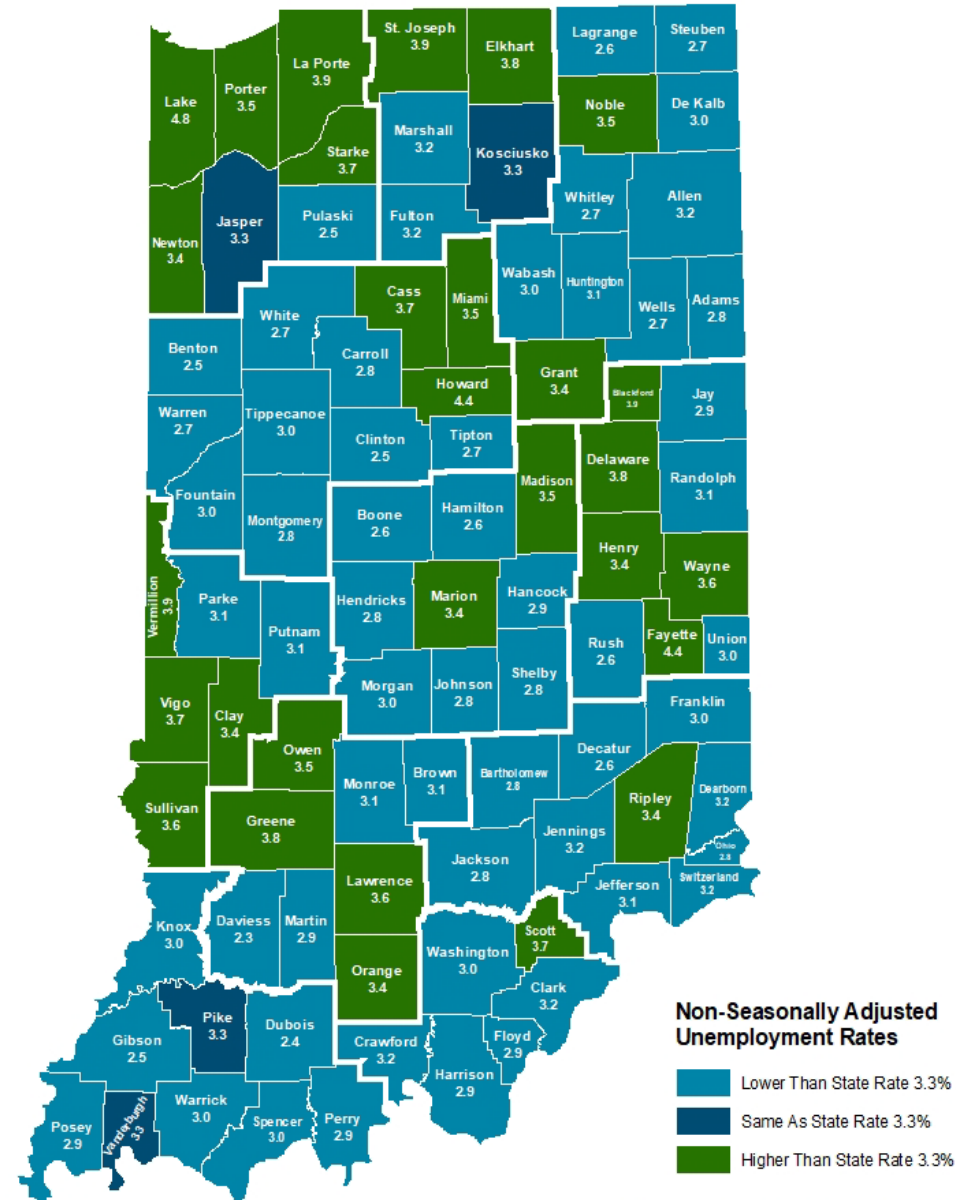 St. Joseph
3.9
Elkhart
3.8
Lagrange
2.6
Steuben
2.7
La Porte
3.9
Porter
3.5
Lake
4.8
Noble
3.5
De Kalb
3.0
Marshall
3.2
Starke
3.7
Kosciusko
3.3
Whitley
2.7
Allen
3.2
Jasper
3.3
Pulaski
2.5
Fulton
3.2
Newton
3.4
Wabash
3.0
Huntington
3.1
Wells
2.7
Adams
2.8
White
2.7
Cass
3.7
Miami
3.5
Benton
2.5
Carroll
2.8
Howard
4.4
Grant
3.4
Blackford
3.9
Jay
2.9
Warren
2.7
Tippecanoe
3.0
Clinton
2.5
Tipton
2.7
Delaware
3.8
Randolph
3.1
Madison
3.5
Fountain
3.0
Montgomery
2.8
Boone
2.6
Hamilton
2.6
Henry
3.4
Wayne
3.6
Vermillion
3.9
Parke
3.1
Putnam
3.1
Hendricks
2.8
Marion
3.4
Hancock
2.9
Rush
2.6
Fayette
4.4
Union
3.0
Morgan
3.0
Johnson
2.8
Shelby
2.8
Franklin
3.0
Vigo
3.7
Clay
3.4
Owen
3.5
Decatur
2.6
Monroe
3.1
Brown
3.1
Bartholomew
2.8
Ripley
3.4
Dearborn
3.2
Sullivan
3.6
Greene
3.8
Jennings
3.2
Ohio
2.8
Jackson
2.8
Switzerland
3.2
Jefferson
3.1
Lawrence
3.6
Knox
3.0
Daviess
2.3
Martin
2.9
Scott
3.7
Washington
3.0
Orange
3.4
Clark
3.2
Pike
3.3
Dubois
2.4
Gibson
2.5
Crawford
3.2
Floyd
2.9
Harrison
2.9
Warrick
3.0
Vanderburgh
3.3
Posey
2.9
Spencer
3.0
Perry
2.9
Non-Seasonally Adjusted
Unemployment Rates
Lower Than State Rate 3.3%
Same As State Rate 3.3%
Higher Than State Rate 3.3%